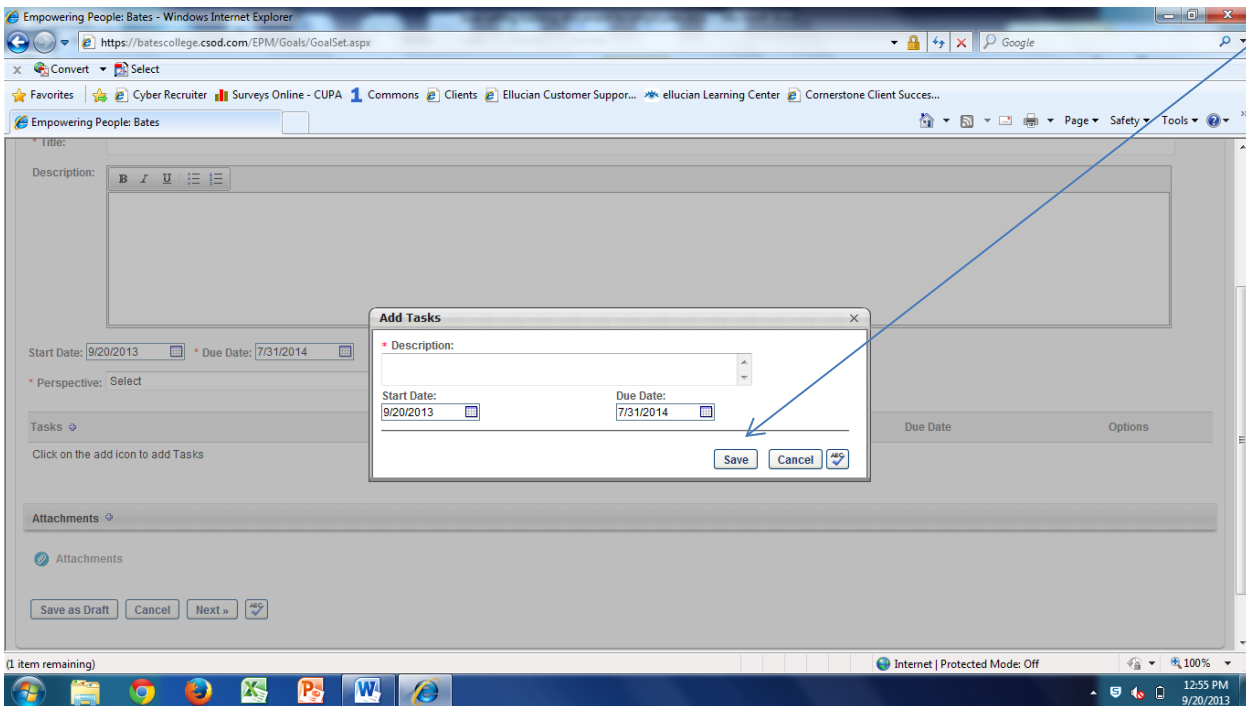 Empowering People: Bates - Windows Internet Explorer
https://batescollege.csod.com/EPM/Goals/GoalSet.aspx
Google
x Convert Select
Favorites Cyber Recruiter Surveys Online - CUPA 1 Commons Clients Ellucian Customer Suppor... ellucian Learning Center Cornerstone Client Succes...
Empowering People: Bates
Page Safety Tools
* Title:
Description:
B I U
Add Tasks
* Description:
Start Date: 9/20/2013 * Due Date: 7/31/2014
Start Date: Due Date:
9/20/2013 7/31/2014
* Perspective: Select
Tasks Due Date Options
Click on the add icon to add Tasks
Save Cancel ABC
Attachments
Attachments
Save as Draft Cancel Next » ABC
(1 item remaining) Internet | Protected Mode: Off 100%
12:55 PM
9/20/2013